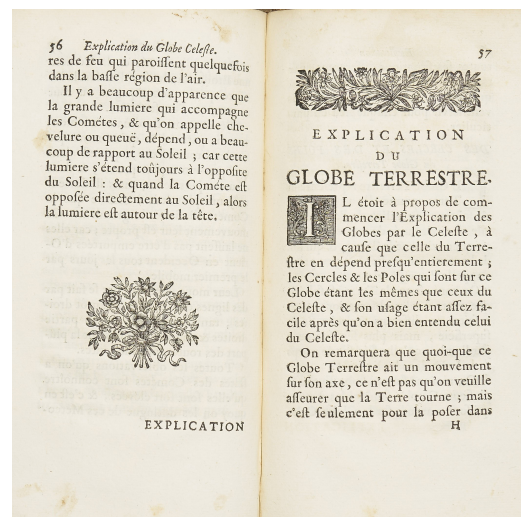 56 Explication du Globe Celeſte.
res de feu qui paroiſſent quelquefois
dans la baſſe région de l'air.
Il y a beaucoup d'apparence que
la grande lumiere qui accompagne
les Cométes, & qu'on appelle che-
velure ou queuë, dépend, ou a beau-
coup de rapport au Soleil ; car cette
lumiere s'étend toûjours à l'oppoſite
du Soleil : & quand la Cométe eſt
oppoſée directement au Soleil, alors
la lumiere eſt autour de la tête.
EXPLICATION
57
EXPLICATION
DU
GLOBE TERRESTRE.
IL étoit à propos de com-
mencer l'Explication des
Globes par le Celeſte, à
cauſe que celle du Terre-
ſtre en dépend preſqu'entierement ;
les Cercles & les Poles qui ſont ſur ce
Globe étant les mêmes que ceux du
Celeſte, & ſon uſage étant aſſez fa-
cile après qu'on a bien entendu celui
du Celeſte.
On remarquera que quoi-que ce
Globe Terreſtre ait un mouvement
ſur ſon axe, ce n'eſt pas qu'on veuille
aſſeurer que la Terre tourne ; mais
c'eſt ſeulement pour la poſer dans
H